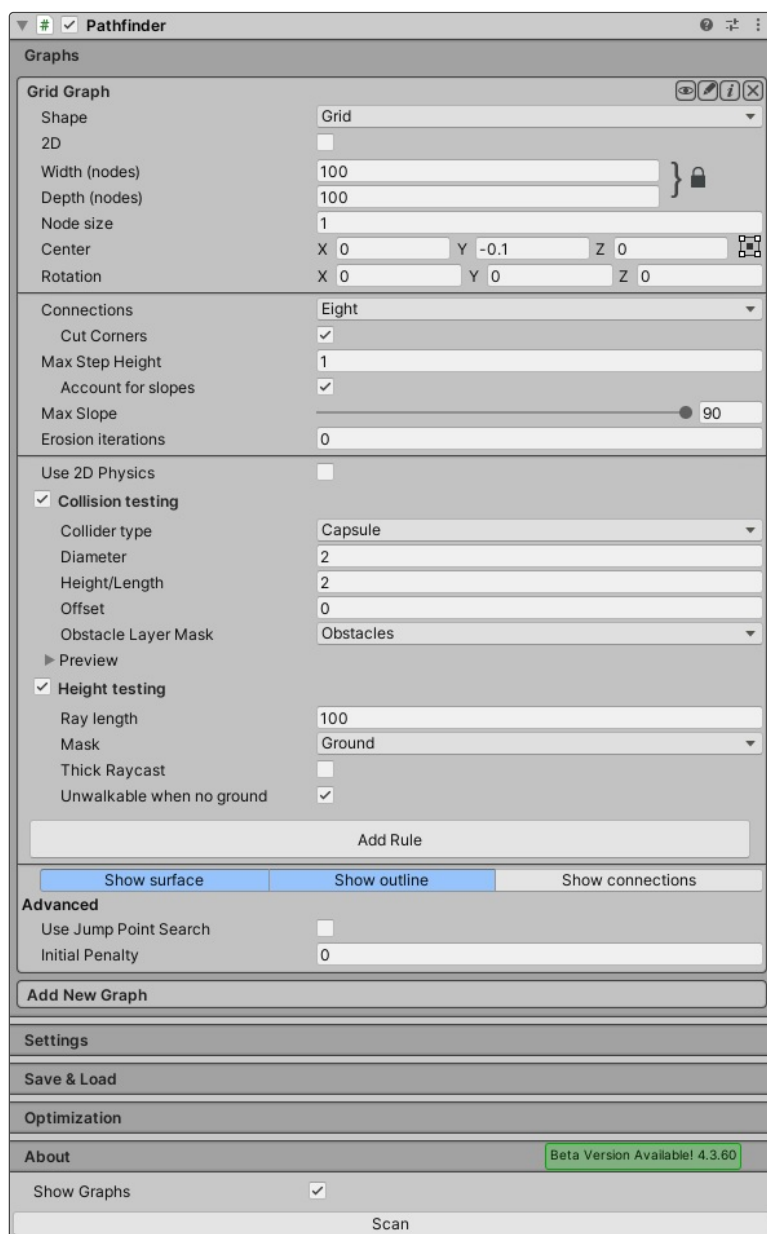 # Pathfinder
Graphs
Grid Graph
Shape Grid
2D
Width (nodes) 100
Depth (nodes) 100
Node size 1
Center X 0 Y -0.1 Z 0
Rotation X 0 Y 0 Z 0
Connections Eight
Cut Corners
Max Step Height 1
Account for slopes
Max Slope 90
Erosion iterations 0
Use 2D Physics
Collision testing
Collider type Capsule
Diameter 2
Height/Length 2
Offset 0
Obstacle Layer Mask Obstacles
Preview
Height testing
Ray length 100
Mask Ground
Thick Raycast
Unwalkable when no ground
Add Rule
Show surface Show outline Show connections
Advanced
Use Jump Point Search
Initial Penalty 0
Add New Graph
Settings
Save & Load
Optimization
About Beta Version Available! 4.3.60
Show Graphs
Scan